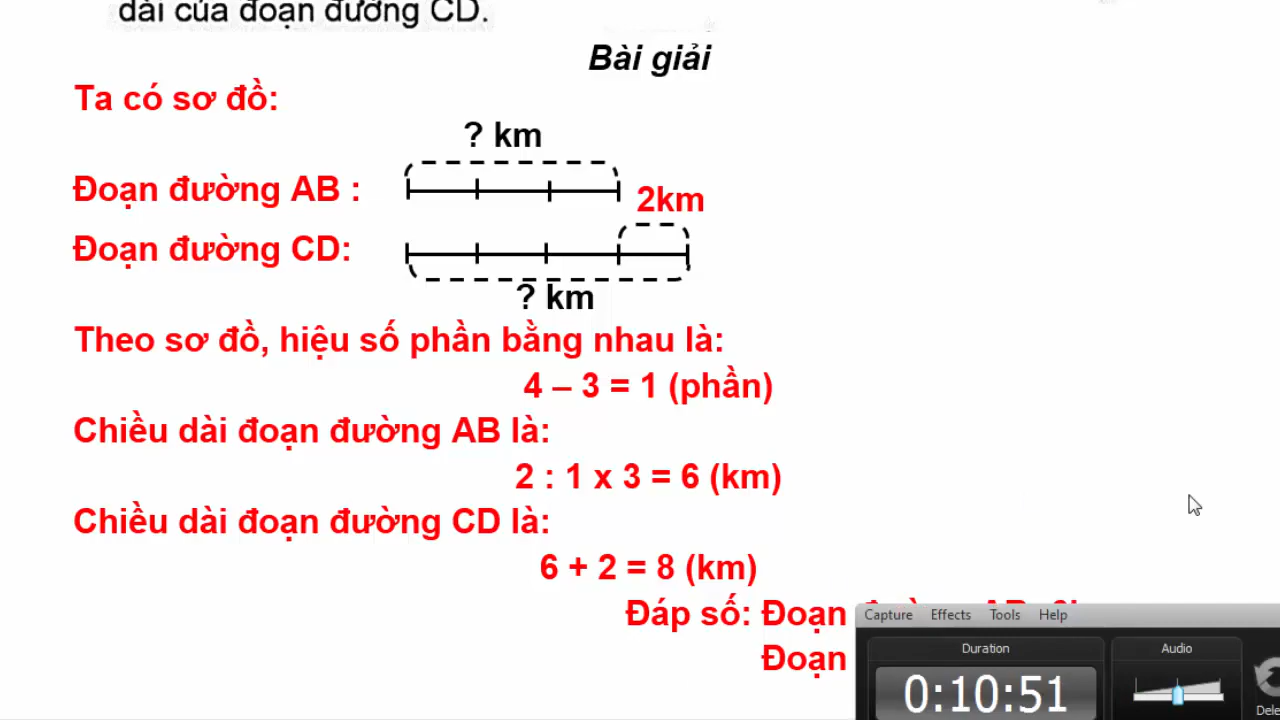 dài của đoạn đường CD.
Bài giải
Ta có sơ đồ:
? km
Đoạn đường AB :
2km
Đoạn đường CD:
? km
Theo sơ đồ, hiệu số phần bằng nhau là:
4 – 3 = 1 (phần)
Chiều dài đoạn đường AB là:
2 : 1 x 3 = 6 (km)
Chiều dài đoạn đường CD là:
6 + 2 = 8 (km)
Đáp số: Đoạn
Đoạn
Capture Effects Tools Help
Duration Audio
0:10:51